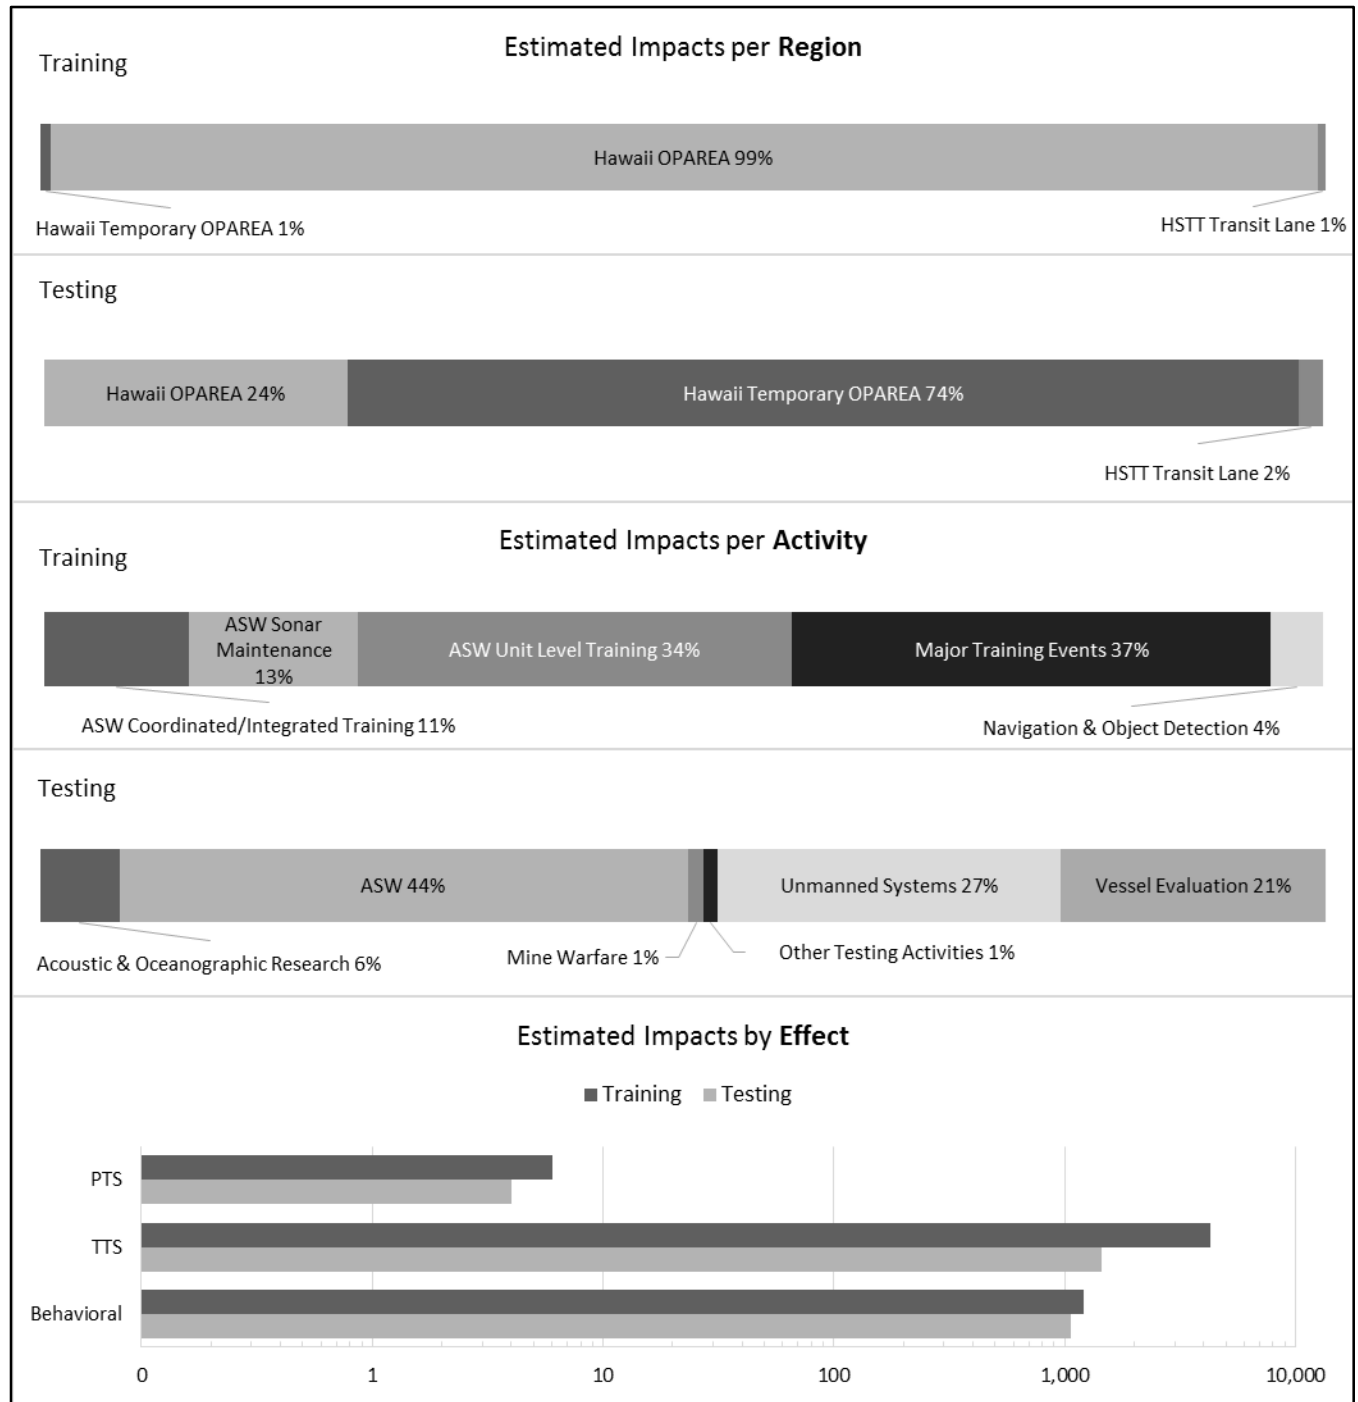 Estimated Impacts per Region
Training
Hawaii OPAREA 99%
Hawaii Temporary OPAREA 1%
HSTT Transit Lane 1%
Testing
Hawaii OPAREA 24%
Hawaii Temporary OPAREA 74%
HSTT Transit Lane 2%
Estimated Impacts per Activity
Training
ASW Sonar
Maintenance
13%
ASW Unit Level Training 34%
Major Training Events 37%
ASW Coordinated/Integrated Training 11%
Navigation & Object Detection 4%
Testing
ASW 44%
Unmanned Systems 27%
Vessel Evaluation 21%
Acoustic & Oceanographic Research 6%
Mine Warfare 1%
Other Testing Activities 1%
Estimated Impacts by Effect
Training
Testing
PTS
TTS
Behavioral
0
1
10
100
1,000
10,000